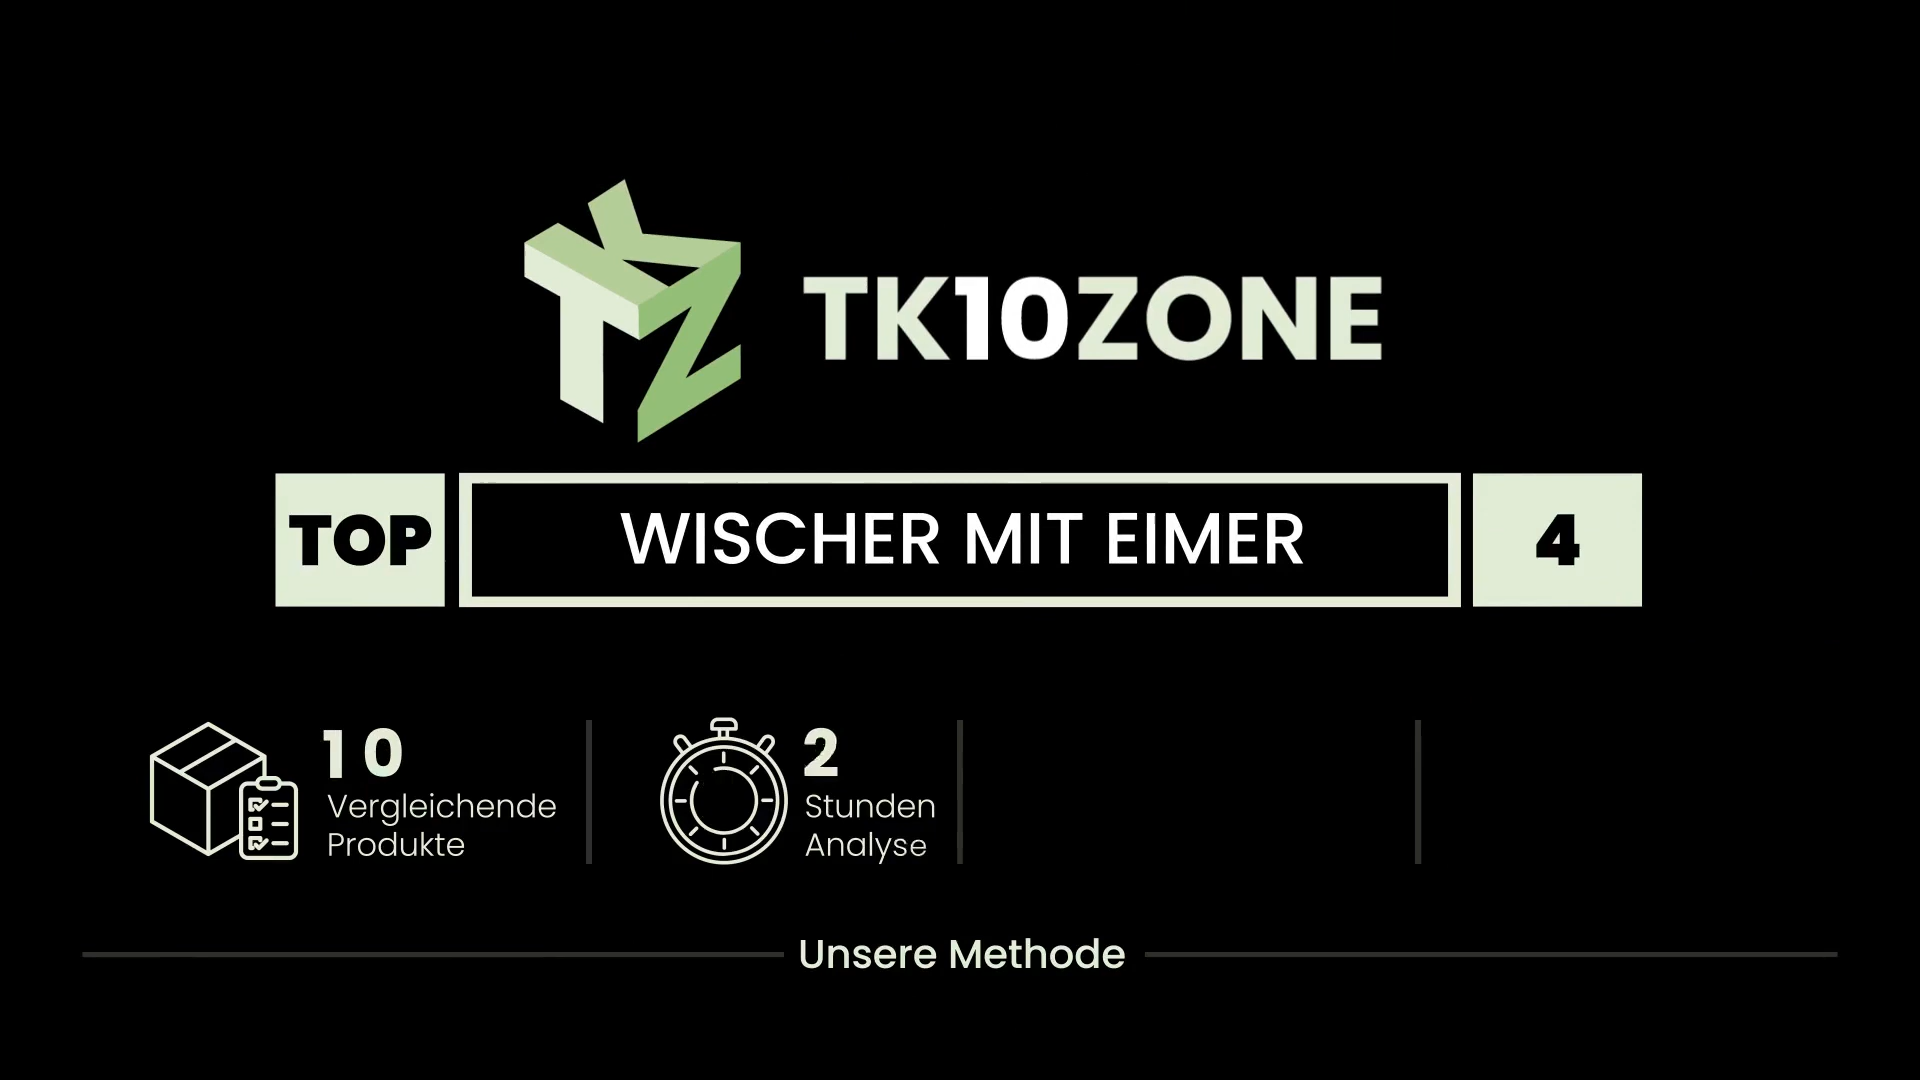 TK10ZONE
TOP WISCHER MIT EIMER 4
10
Vergleichende
Produkte
2
Stunden
Analyse
Unsere Methode